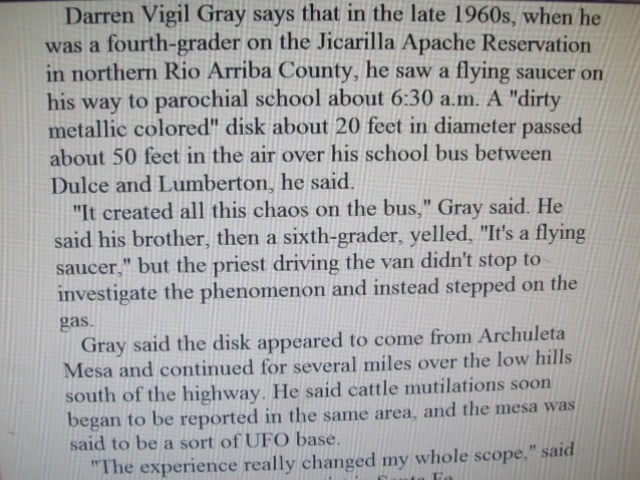 Darren Vigil Gray says that in the late 1960s, when he
was a fourth-grader on the Jicarilla Apache Reservation
in northern Rio Arriba County, he saw a flying saucer on
his way to parochial school about 6:30 a.m. A "dirty
metallic colored" disk about 20 feet in diameter passed
about 50 feet in the air over his school bus between
Dulce and Lumberton, he said.
"It created all this chaos on the bus," Gray said. He
said his brother, then a sixth-grader, yelled, "It's a flying
saucer," but the priest driving the van didn't stop to
investigate the phenomenon and instead stepped on the
gas.
Gray said the disk appeared to come from Archuleta
Mesa and continued for several miles over the low hills
south of the highway. He said cattle mutilations soon
began to be reported in the same area, and the mesa was
said to be a sort of UFO base.
"The experience really changed my whole scope," said
Santa Fe